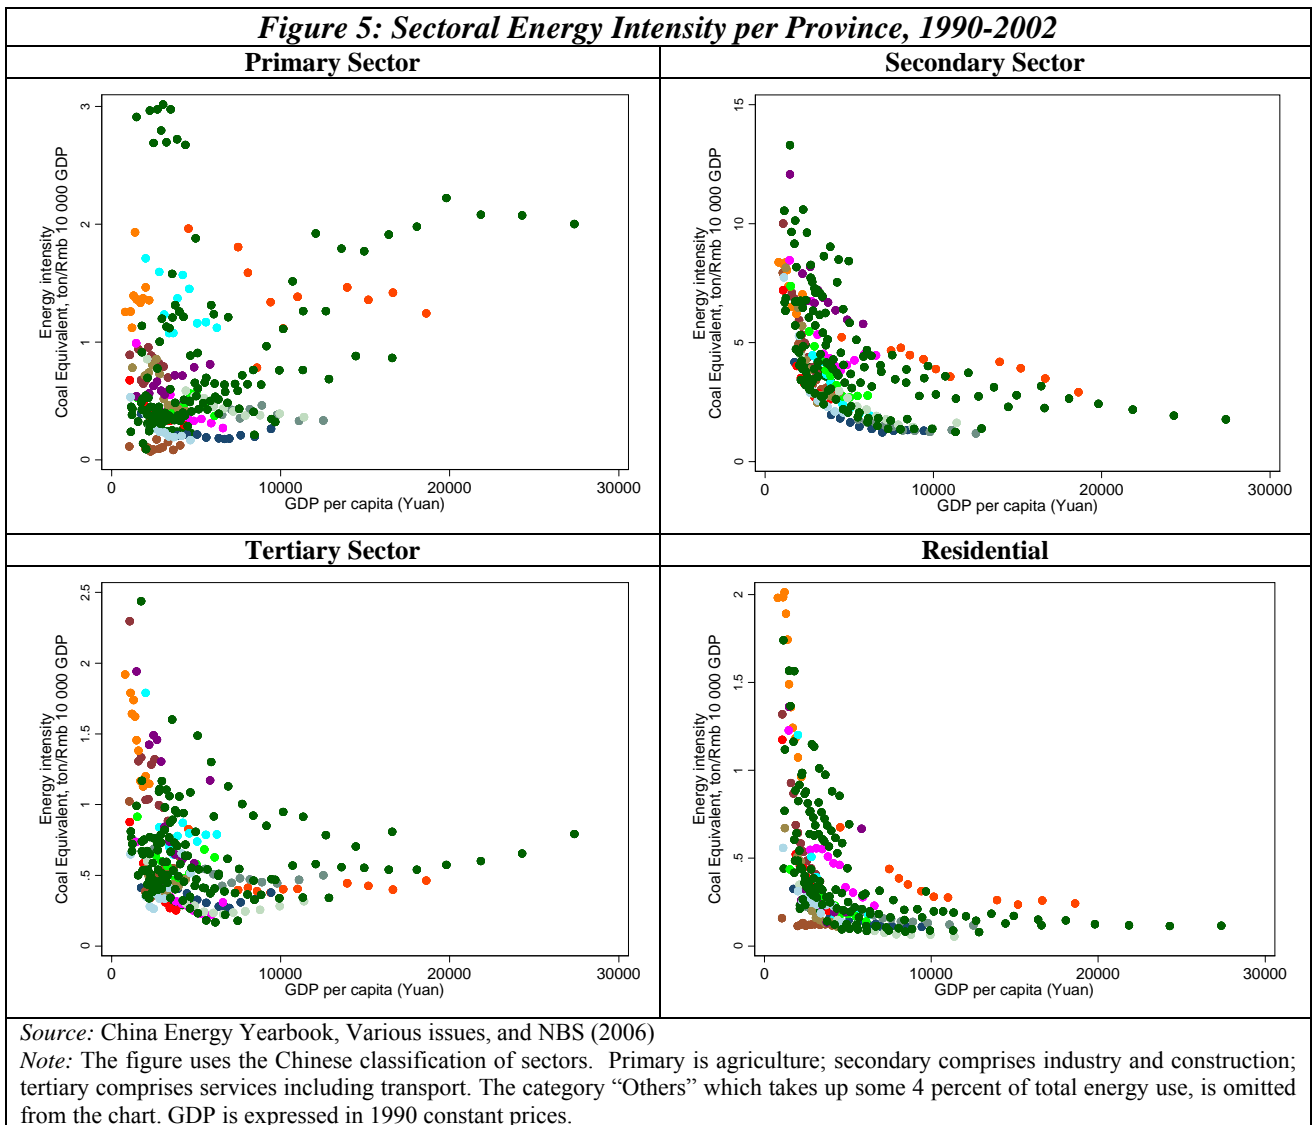 Figure 5: Sectoral Energy Intensity per Province, 1990-2002
Primary Sector
Secondary Sector
Energy intensity
Coal Equivalent, ton/Rmb 10 000 GDP
0
1
2
3
0
10000
20000
30000
GDP per capita (Yuan)
Energy intensity
Coal Equivalent, ton/Rmb 10 000 GDP
0
5
10
15
0
10000
20000
30000
GDP per capita (Yuan)
Tertiary Sector
Residential
Energy intensity
Coal Equivalent, ton/Rmb 10 000 GDP
0
.5
1
1.5
2
2.5
0
10000
20000
30000
GDP per capita (Yuan)
Energy intensity
Coal Equivalent, ton/Rmb 10 000 GDP
0
.5
1
1.5
2
0
10000
20000
30000
GDP per capita (Yuan)
Source: China Energy Yearbook, Various issues, and NBS (2006)
Note: The figure uses the Chinese classification of sectors. Primary is agriculture; secondary comprises industry and construction;
tertiary comprises services including transport. The category “Others” which takes up some 4 percent of total energy use, is omitted
from the chart. GDP is expressed in 1990 constant prices.